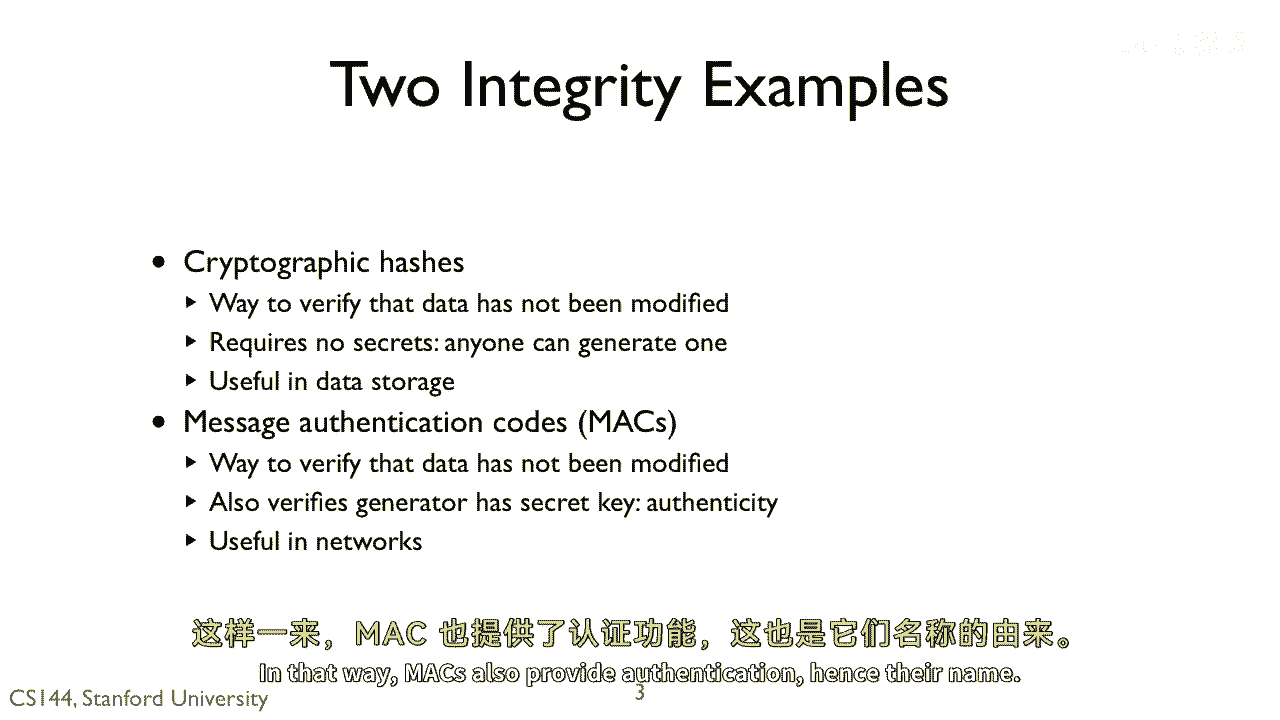 Two Integrity Examples
• Cryptographic hashes
‣ Way to verify that data has not been modified
‣ Requires no secrets: anyone can generate one
‣ Useful in data storage
• Message authentication codes (MACs)
‣ Way to verify that data has not been modified
‣ Also verifies generator has secret key: authenticity
‣ Useful in networks
这样一来，MAC 也提供了认证功能，这也是它们名称的由来。
In that way, MACs also provide authentication, hence their name.
CS144, Stanford University
3